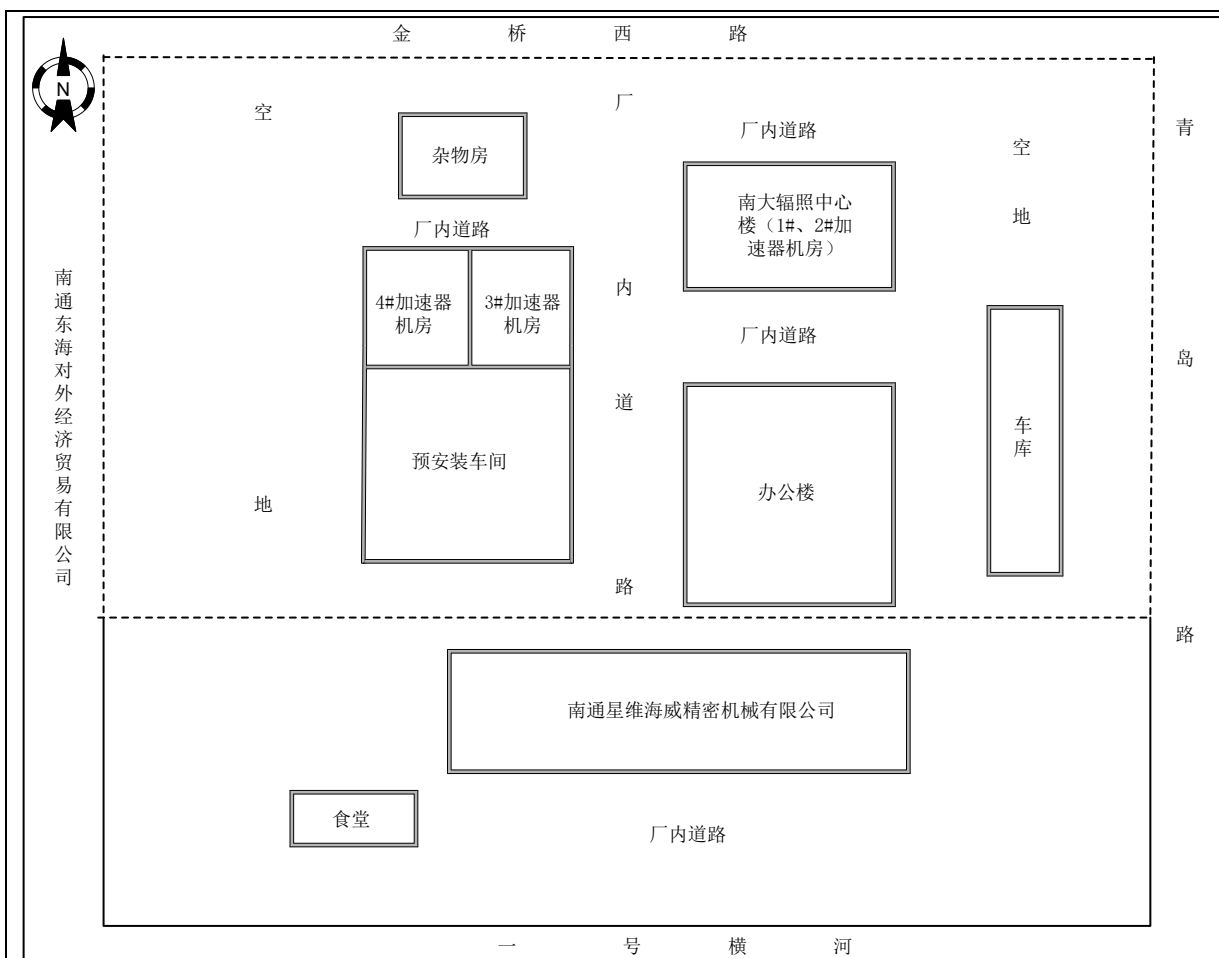 金桥西路
N
空地
厂内道路
厂内道路
空地
青岛路
杂物房
南大辐照中心
楼（1#、2#加
速器机房）
厂内道路
南通东海对外经济贸易有限公司
4#加速器
机房
3#加速器
机房
厂内道路
预安装车间
办公楼
车库
南通星维海威精密机械有限公司
食堂
厂内道路
一号横河